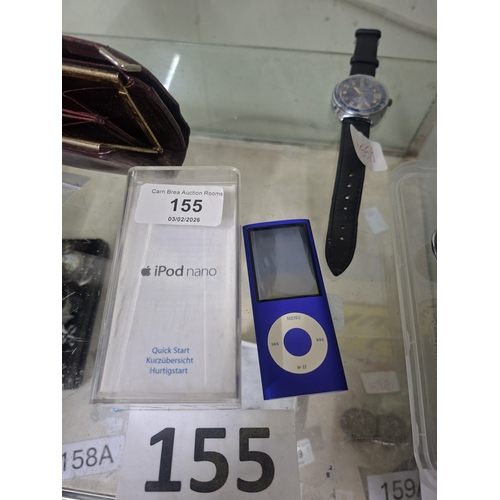 Carn Brea Auction Rooms
155
03/02/2026
iPod nano
Quick Start
Kurzübersicht
Hurtigstart
MENU
155
158A
159A